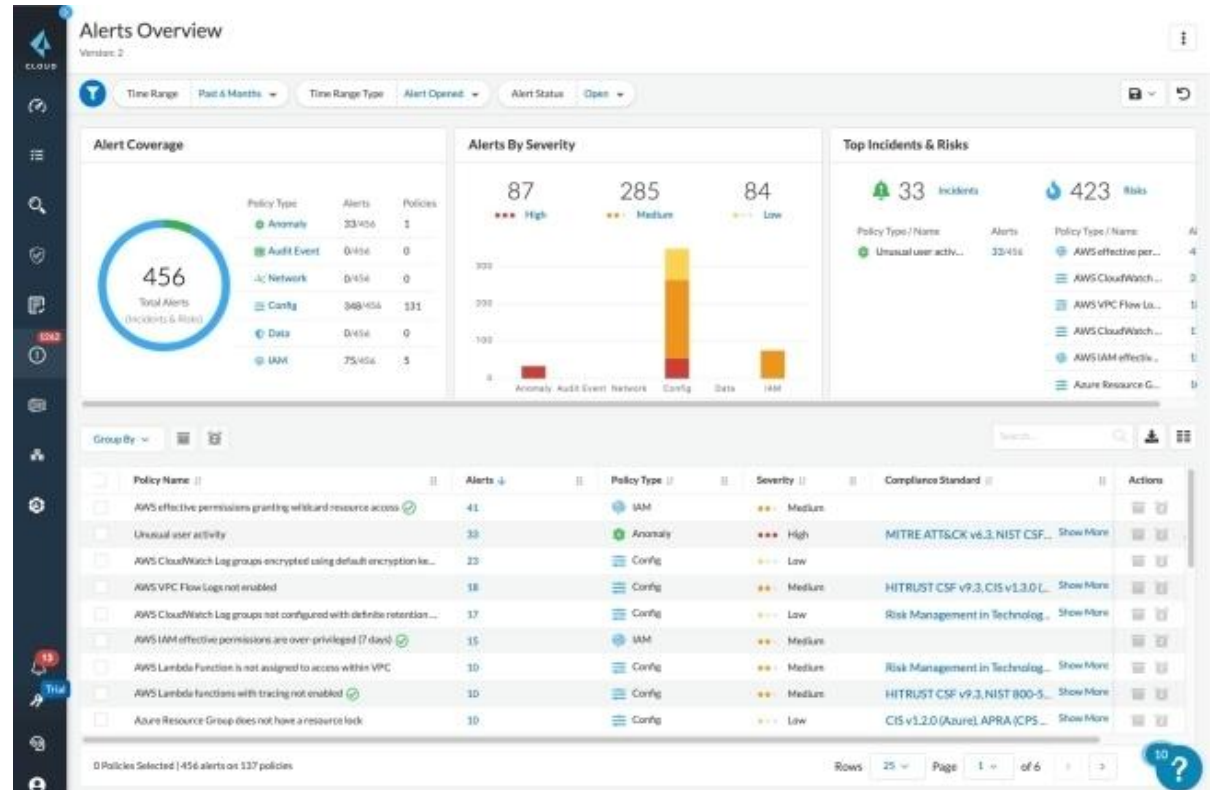 CLOUD
Alerts Overview
Version: 2
Time Range Past 6 Months
Time Range Type Alert Opened
Alert Status Open
Alert Coverage
456
Total Alerts
(Incidents & Risks)
Policy Type Alerts Policies
Anomaly 33/456 1
Audit Event 0/456 0
Network 0/456 0
Config 348/456 131
Data 0/456 0
IAM 75/456 5
Alerts By Severity
87 285 84
High Medium Low
300
200
100
0
Anomaly Audit Event Network Config Data IAM
Top Incidents & Risks
33 Incidents
Policy Type / Name Alerts
Unusual user activ... 33/456
423 Risks
Policy Type / Name
AWS effective per...
AWS CloudWatch ...
AWS VPC Flow Lo...
AWS CloudWatch ...
AWS IAM effectiv...
Azure Resource G...
1262
Group By
Search...
Policy Name Alerts Policy Type Severity Compliance Standard Actions
AWS effective permissions granting wildcard resource access 41 IAM Medium
Unusual user activity 33 Anomaly High MITRE ATT&CK v6.3, NIST CSF... Show More
AWS CloudWatch Log groups encrypted using default encryption ke... 23 Config Low
AWS VPC Flow Logs not enabled 18 Config Medium HITRUST CSF v9.3, CIS v1.3.0 (... Show More
AWS CloudWatch Log groups not configured with definite retention ... 17 Config Low Risk Management in Technolog... Show More
AWS IAM effective permissions are over-privileged (7 days) 15 IAM Medium
AWS Lambda Function is not assigned to access within VPC 10 Config Medium Risk Management in Technolog... Show More
AWS Lambda functions with tracing not enabled 10 Config Medium HITRUST CSF v9.3, NIST 800-5... Show More
Azure Resource Group does not have a resource lock 10 Config Low CIS v1.2.0 (Azure), APRA (CPS ... Show More
13
Trial
0 Policies Selected | 456 alerts on 137 policies
Rows 25 Page 1 of 6
10
?